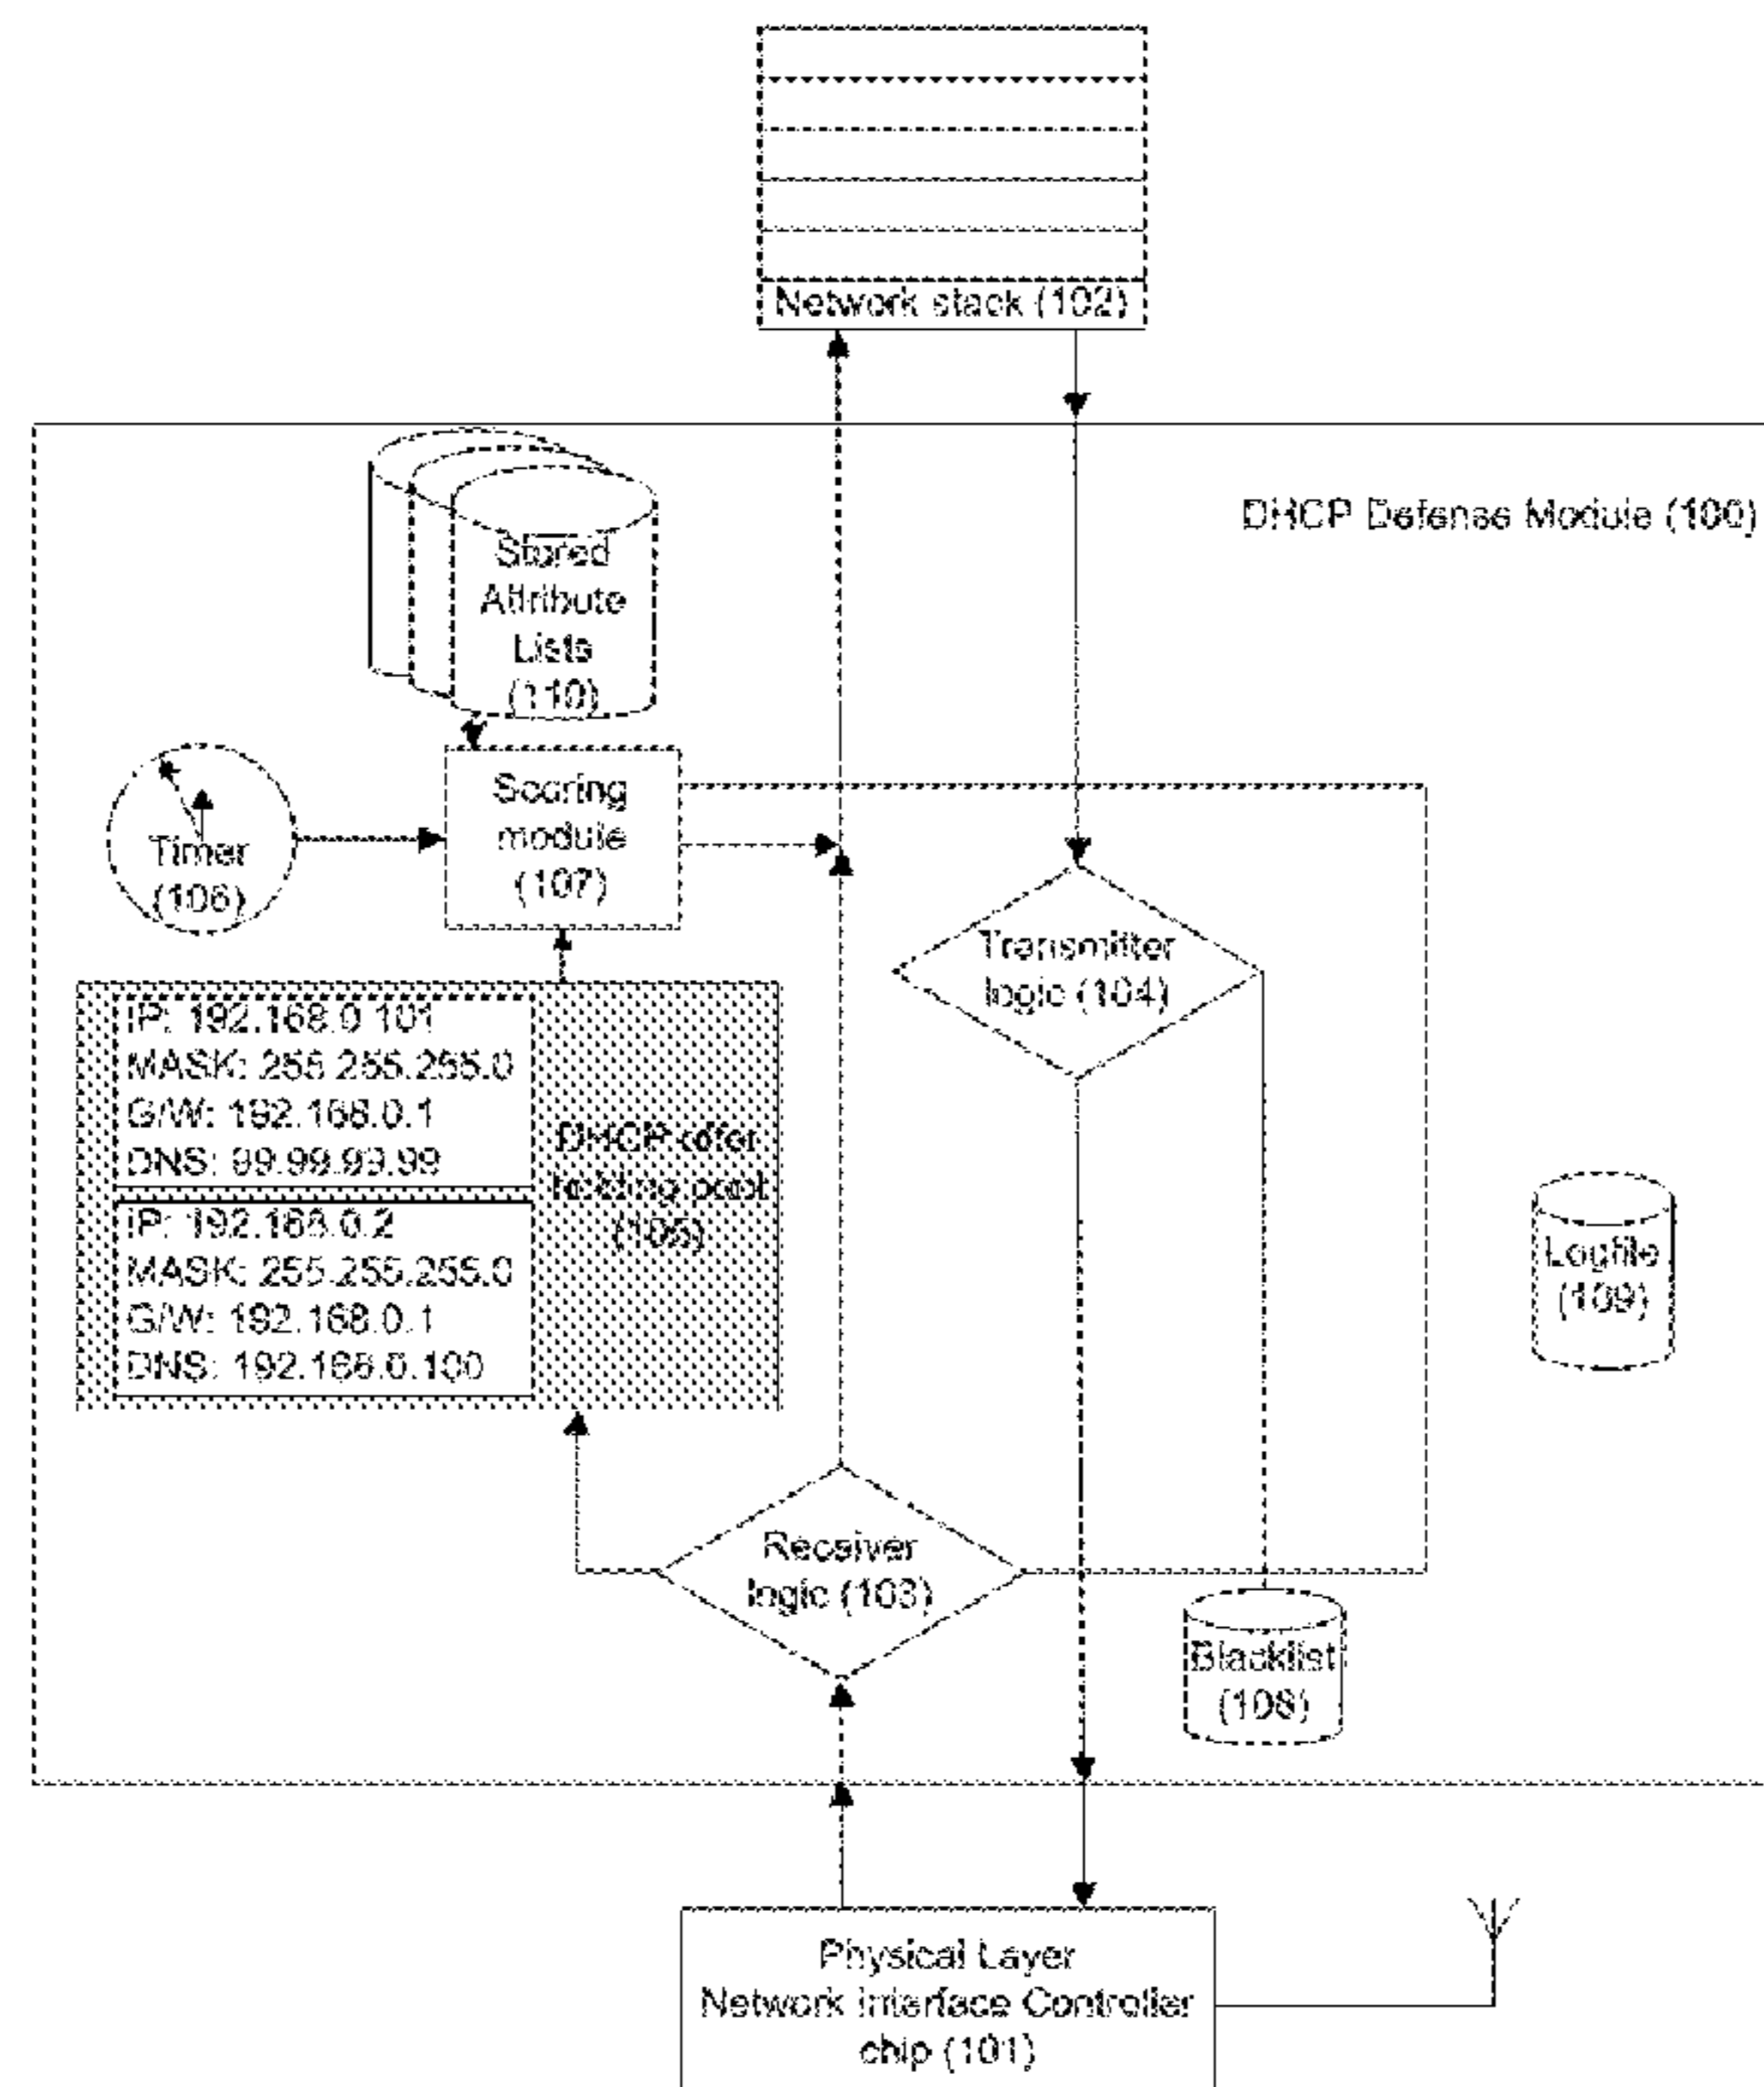 Network stack (102)
DHCP Defense Module (100)
Stored
Attribute
Lists
(110)
Timer
(106)
Scoring
module
(107)
Transmitter
logic (104)
IP: 192.168.0.101
MASK: 255.255.255.0
G/W: 192.168.0.1
DNS: 99.99.99.99
DHCP offer
holding pool
(105)
IP: 192.168.0.2
MASK: 255.255.255.0
G/W: 192.168.0.1
DNS: 192.168.0.100
Logfile
(109)
Receiver
logic (103)
Blacklist
(108)
Physical Layer
Network Interface Controller
chip (101)